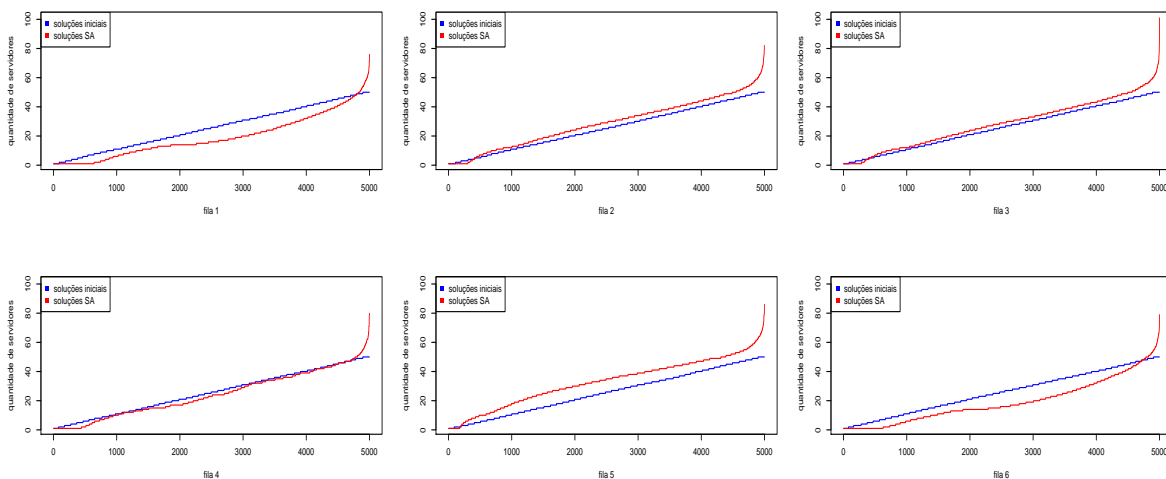 quantidade de servidores
100
80
60
40
20
0
soluções iniciais
soluções SA
0 1000 2000 3000 4000 5000
fila 1
quantidade de servidores
100
80
60
40
20
0
soluções iniciais
soluções SA
0 1000 2000 3000 4000 5000
fila 2
quantidade de servidores
100
80
60
40
20
0
soluções iniciais
soluções SA
0 1000 2000 3000 4000 5000
fila 3
quantidade de servidores
100
80
60
40
20
0
soluções iniciais
soluções SA
0 1000 2000 3000 4000 5000
fila 4
quantidade de servidores
100
80
60
40
20
0
soluções iniciais
soluções SA
0 1000 2000 3000 4000 5000
fila 5
quantidade de servidores
100
80
60
40
20
0
soluções iniciais
soluções SA
0 1000 2000 3000 4000 5000
fila 6